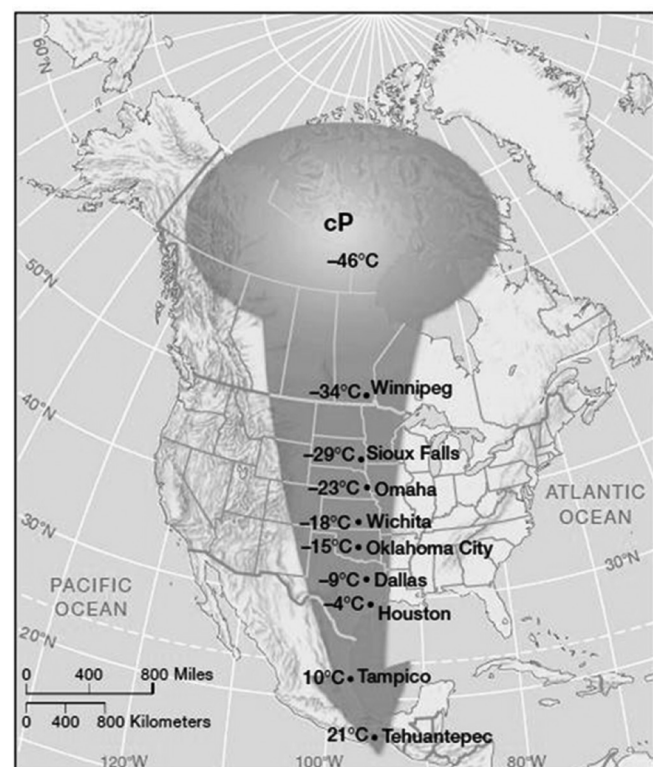 60°N
cP
–46°C
50°N
–34°C Winnipeg
40°N
–29°C Sioux Falls
–23°C Omaha
ATLANTIC
OCEAN
–18°C Wichita
30°N
–15°C Oklahoma City
30°N
PACIFIC
OCEAN
–9°C Dallas
–4°C Houston
20°N
0 400 800 Miles
10°C Tampico
0 400 800 Kilometers
21°C Tehuantepec
120°W
100°W
80°W